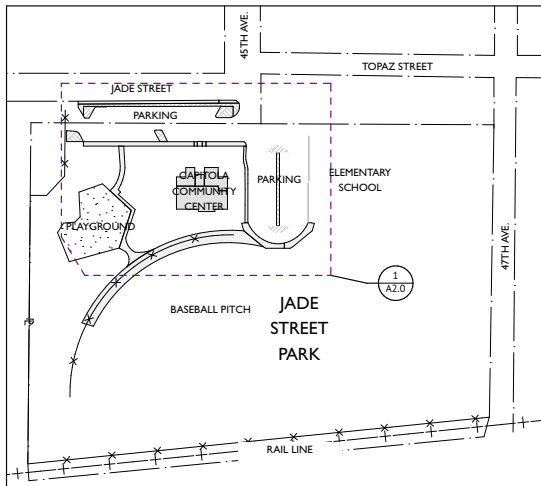 45TH AVE.
TOPAZ STREET
JADE STREET
PARKING
CAPITOLA
COMMUNITY
CENTER
PARKING
ELEMENTARY
SCHOOL
PLAYGROUND
47TH AVE.
1
A2.0
BASEBALL PITCH
JADE
STREET
PARK
PL
RAIL LINE